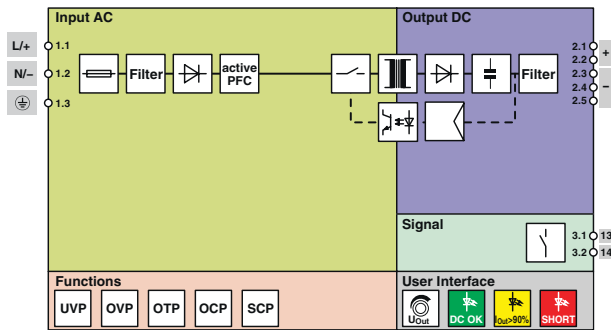 Input AC
Output DC
L/+
1.1
N/–
1.2
1.3
Filter
active
PFC
Filter
2.1
2.2
2.3
2.4
2.5
+
–
Signal
3.1
13
3.2
14
Functions
UVP
OVP
OTP
OCP
SCP
User Interface
UOut
DC OK
IOut>90%
SHORT